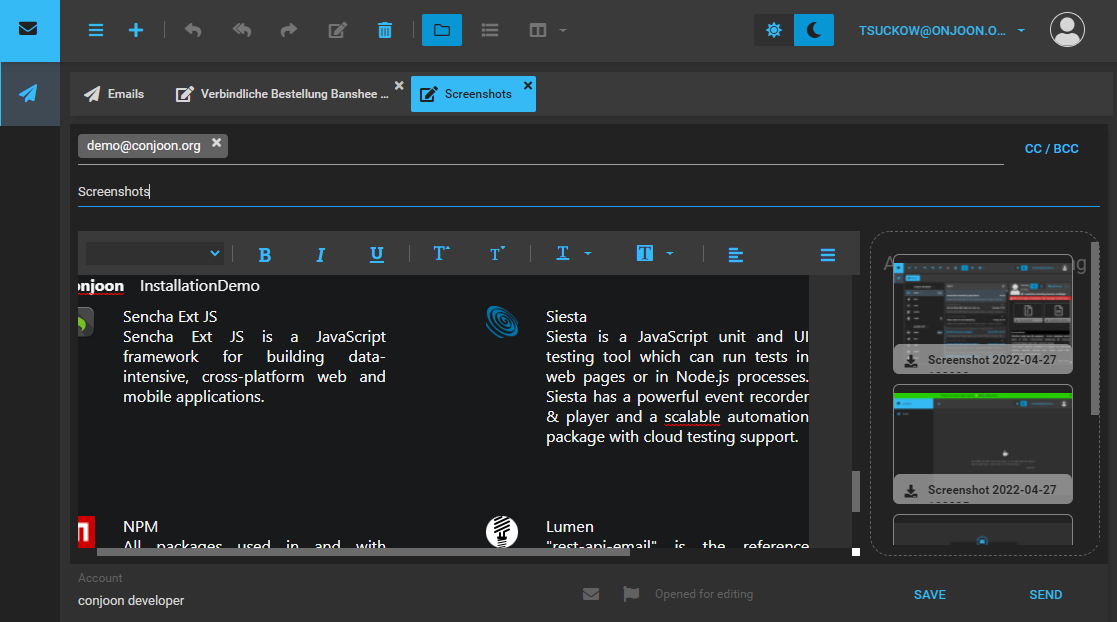 TSUCKOW@ONJOON.O...
Emails
Verbindliche Bestellung Banshee ...
Screenshots
demo@conjoon.org
CC / BCC
Screenshots
B I U T T T T
onjoon InstallationDemo
Sencha Ext JS
Sencha Ext JS is a JavaScript
framework for building data-
intensive, cross-platform web and
mobile applications.
Siesta
Siesta is a JavaScript unit and UI
testing tool which can run tests in
web pages or in Node.js processes.
Siesta has a powerful event recorder
& player and a scalable automation
package with cloud testing support.
NPM
All packages used in and with
Lumen
"rest-api-email" is the reference
Screenshot 2022-04-27
Screenshot 2022-04-27
Account
conjoon developer
Opened for editing
SAVE
SEND